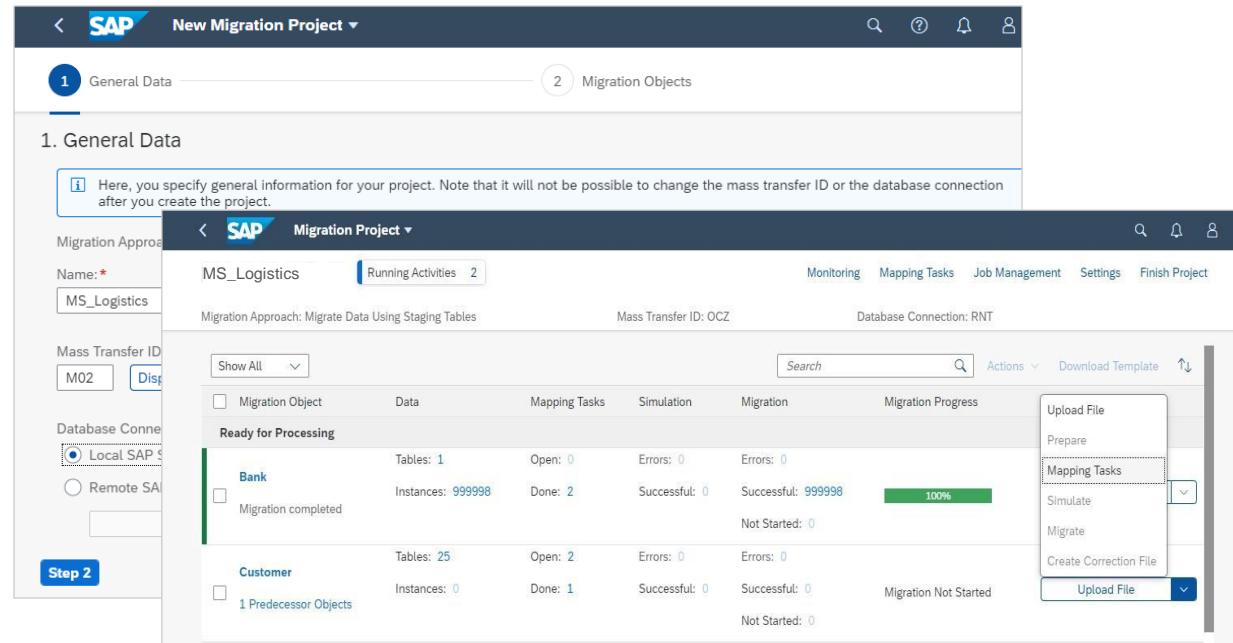 SAP New Migration Project
1 General Data 2 Migration Objects
1. General Data
Here, you specify general information for your project. Note that it will not be possible to change the mass transfer ID or the database connection
after you create the project.
Migration
Name:*
MS_Logistics
Mass Transfer ID
M02
Database
Local SAP
Remote
Step 2
SAP Migration Project
MS_Logistics Running Activities 2 Monitoring Mapping Tasks Job Management Settings Finish Project
Migration Approach: Migrate Data Using Staging Tables Mass Transfer ID: OCZ Database Connection: RNT
Show All Search Actions Download Template
Migration Object Data Mapping Tasks Simulation Migration Migration Progress
Ready for Processing
Bank
Migration completed
Tables: 1
Instances: 999998
Open: 0
Done: 2
Errors: 0
Successful: 0
Errors: 0
Successful: 999998
Not Started: 0
100%
Customer
1 Predecessor Objects
Tables: 25
Instances: 0
Open: 2
Done: 1
Errors: 0
Successful: 0
Errors: 0
Successful: 0
Not Started: 0
Migration Not Started
Upload File
Prepare
Mapping Tasks
Simulate
Migrate
Create Correction File
Upload File